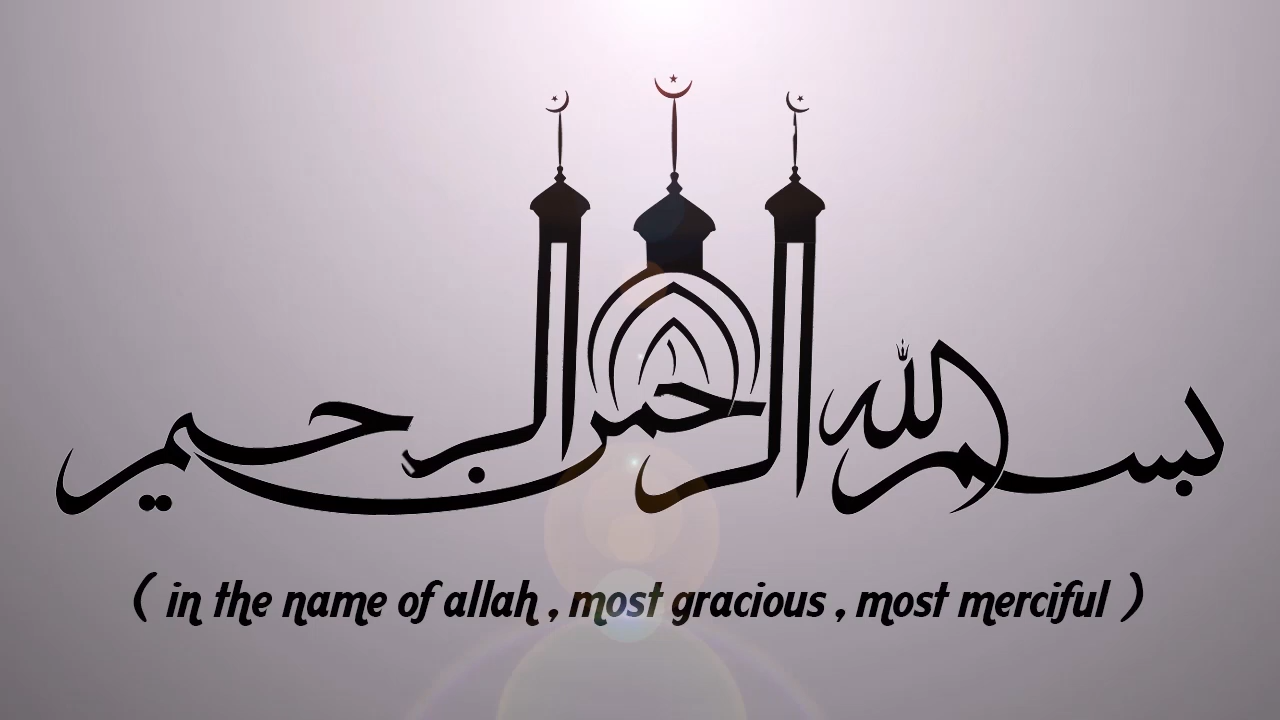 بسم الله الرحمن الرحيم
( in the name of allah , most gracious , most merciful )